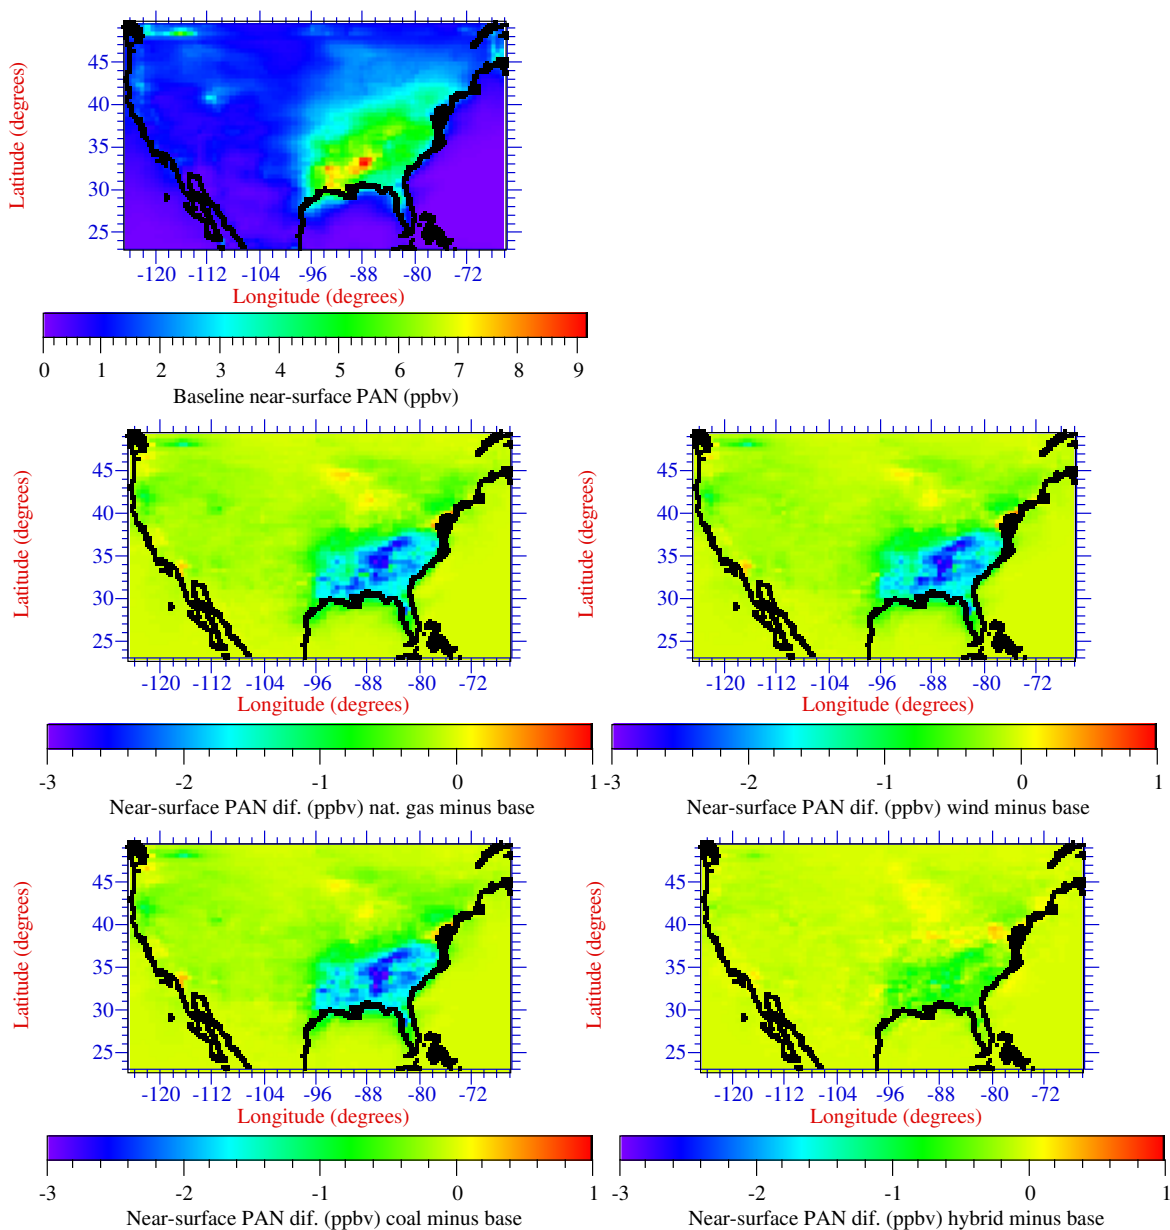 45
40
35
30
25
Latitude (degrees)
-120 -112 -104 -96 -88 -80 -72
Longitude (degrees)
0 1 2 3 4 5 6 7 8 9
Baseline near-surface PAN (ppbv)
45
40
35
30
25
Latitude (degrees)
-120 -112 -104 -96 -88 -80 -72
Longitude (degrees)
-3 -2 -1 0 1
Near-surface PAN dif. (ppbv) nat. gas minus base
45
40
35
30
25
Latitude (degrees)
-120 -112 -104 -96 -88 -80 -72
Longitude (degrees)
-3 -2 -1 0 1
Near-surface PAN dif. (ppbv) wind minus base
45
40
35
30
25
Latitude (degrees)
-120 -112 -104 -96 -88 -80 -72
Longitude (degrees)
-3 -2 -1 0 1
Near-surface PAN dif. (ppbv) coal minus base
45
40
35
30
25
Latitude (degrees)
-120 -112 -104 -96 -88 -80 -72
Longitude (degrees)
-3 -2 -1 0 1
Near-surface PAN dif. (ppbv) hybrid minus base